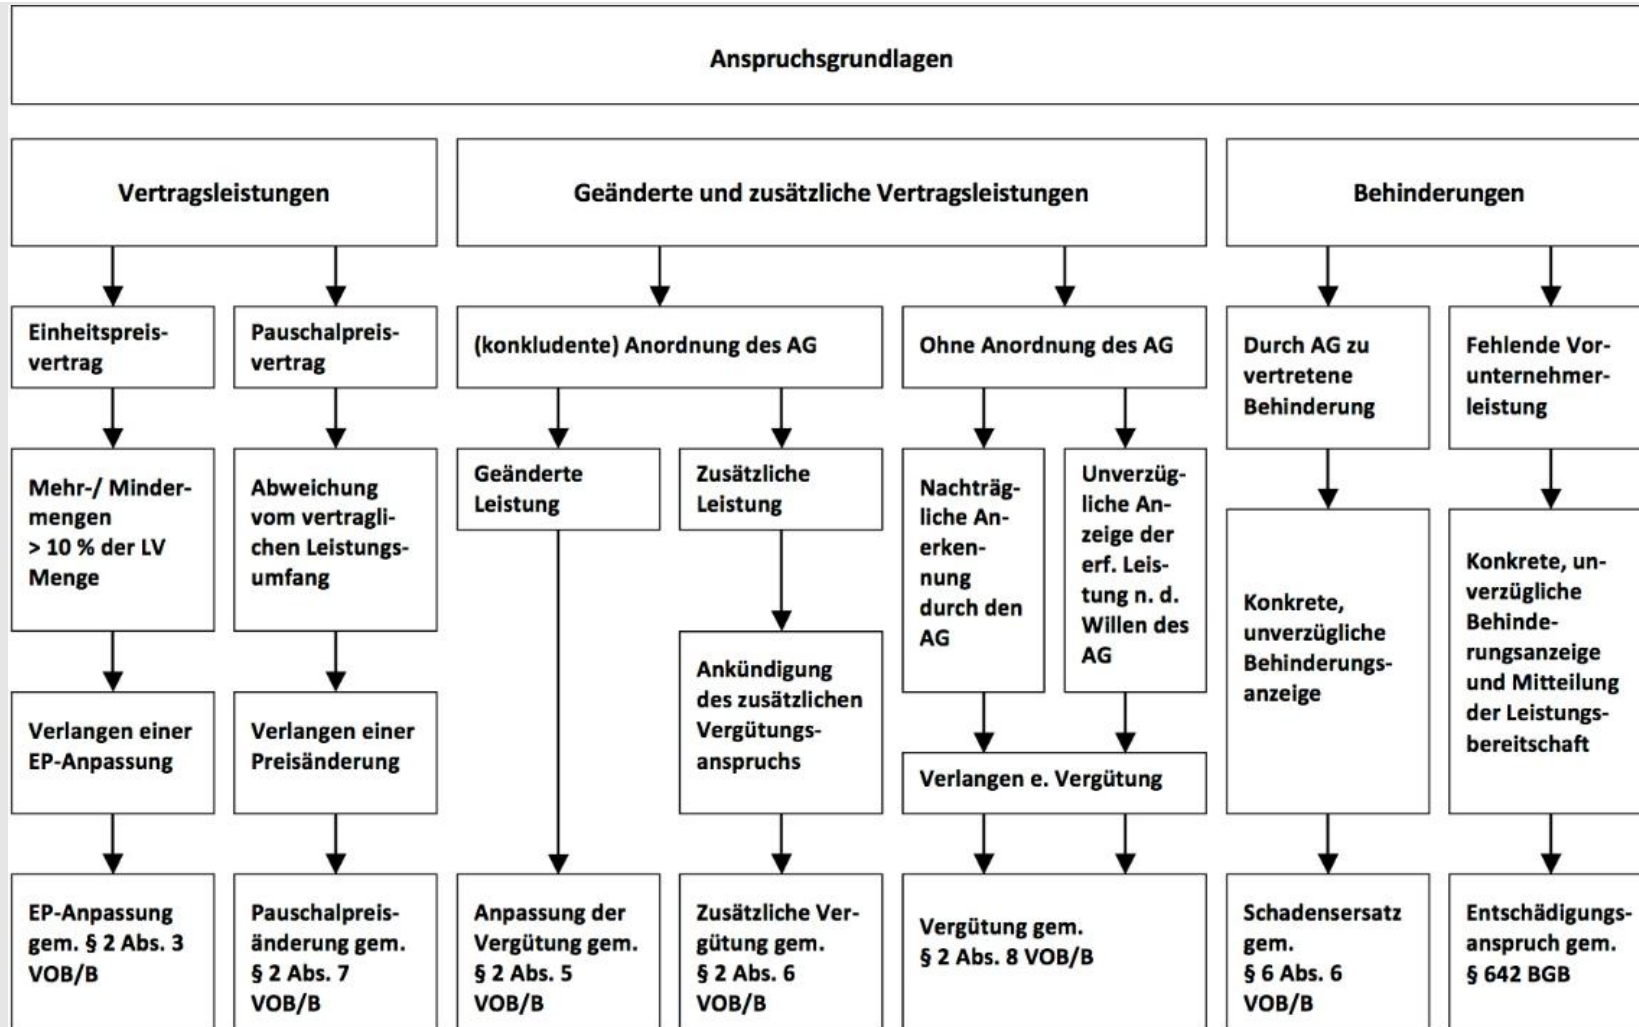 Anspruchsgrundlagen
Vertragsleistungen
Geänderte und zusätzliche Vertragsleistungen
Behinderungen
Einheitspreis-
vertrag
Pauschalpreis-
vertrag
(konkludente) Anordnung des AG
Ohne Anordnung des AG
Durch AG zu
vertretene
Behinderung
Fehlende Vor-
unternehmer-
leistung
Mehr-/ Minder-
mengen
> 10 % der LV
Menge
Abweichung
vom vertragli-
chen Leistungs-
umfang
Geänderte
Leistung
Zusätzliche
Leistung
Nachträg-
liche An-
erken-
nung
durch den
AG
Unverzüg-
liche An-
zeige der
erf. Leis-
tung n. d.
Willen des
AG
Konkrete,
unverzügliche
Behinderungs-
anzeige
Konkrete, un-
verzügliche
Behinde-
rungsanzeige
und Mitteilung
der Leistungs-
bereitschaft
Ankündigung
des zusätzlichen
Vergütungs-
anspruchs
Verlangen einer
EP-Anpassung
Verlangen einer
Preisänderung
Verlangen e. Vergütung
EP-Anpassung
gem. § 2 Abs. 3
VOB/B
Pauschalpreis-
änderung gem.
§ 2 Abs. 7
VOB/B
Anpassung der
Vergütung gem.
§ 2 Abs. 5
VOB/B
Zusätzliche Ver-
gütung gem.
§ 2 Abs. 6
VOB/B
Vergütung gem.
§ 2 Abs. 8 VOB/B
Schadensersatz
gem.
§ 6 Abs. 6
VOB/B
Entschädigungs-
anspruch gem.
§ 642 BGB